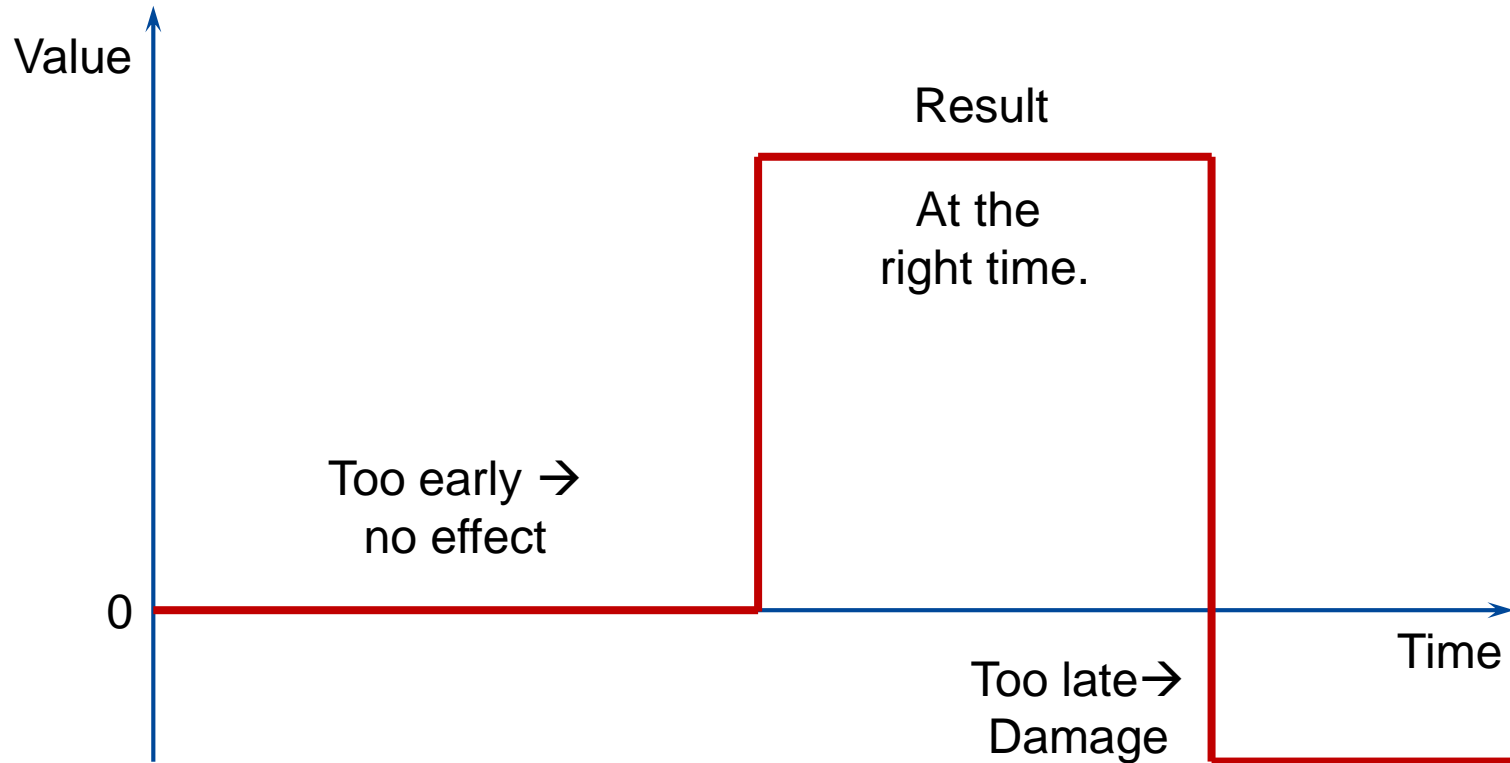 Value
Result
At the
right time.
Too early →
no effect
0
Time
Too late→
Damage